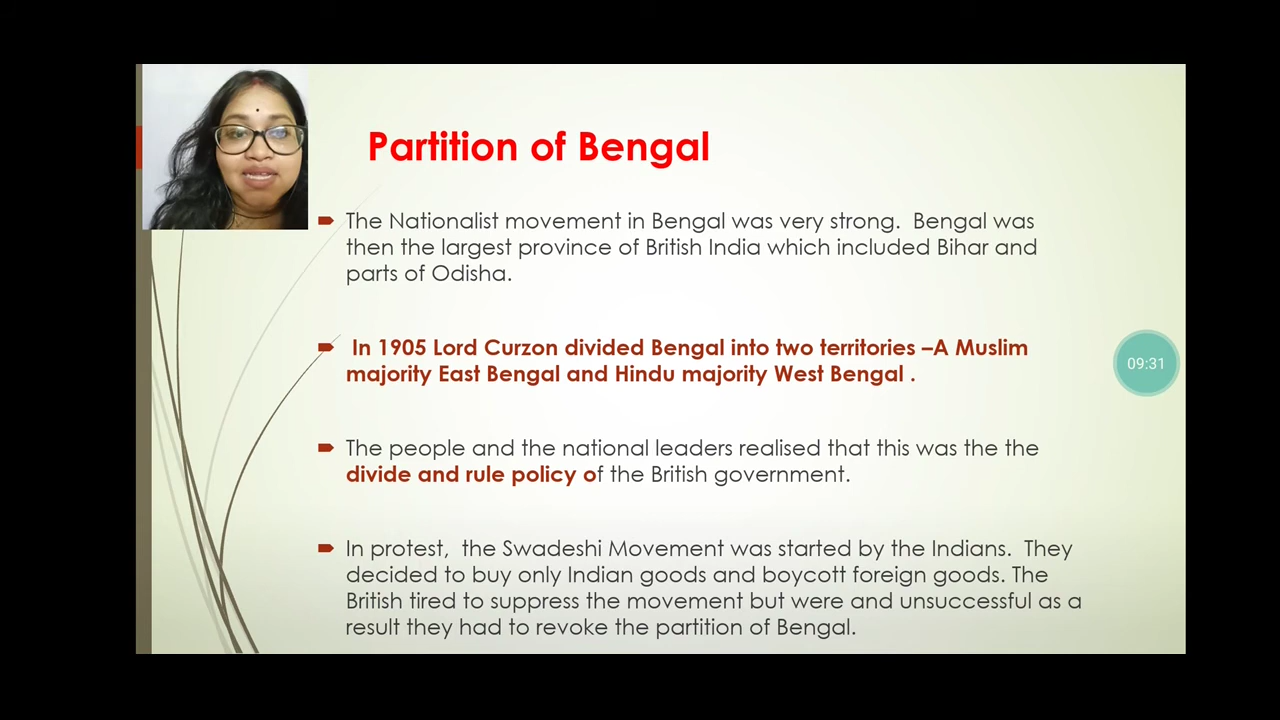 Partition of Bengal
The Nationalist movement in Bengal was very strong. Bengal was
then the largest province of British India which included Bihar and
parts of Odisha.
In 1905 Lord Curzon divided Bengal into two territories –A Muslim
majority East Bengal and Hindu majority West Bengal .
09:31
The people and the national leaders realised that this was the the
divide and rule policy of the British government.
In protest, the Swadeshi Movement was started by the Indians. They
decided to buy only Indian goods and boycott foreign goods. The
British tired to suppress the movement but were and unsuccessful as a
result they had to revoke the partition of Bengal.